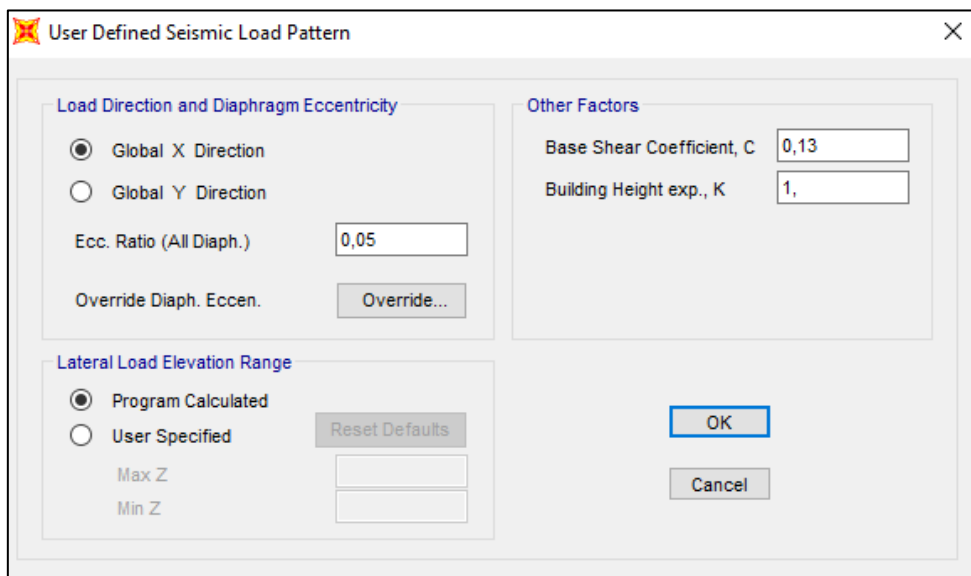 User Defined Seismic Load Pattern
Load Direction and Diaphragm Eccentricity
Global X Direction
Global Y Direction
Ecc. Ratio (All Diaph.) 0,05
Override Diaph. Eccen. Override...
Other Factors
Base Shear Coefficient, C 0,13
Building Height exp., K 1,
Lateral Load Elevation Range
Program Calculated
User Specified Reset Defaults
Max Z
Min Z
OK
Cancel